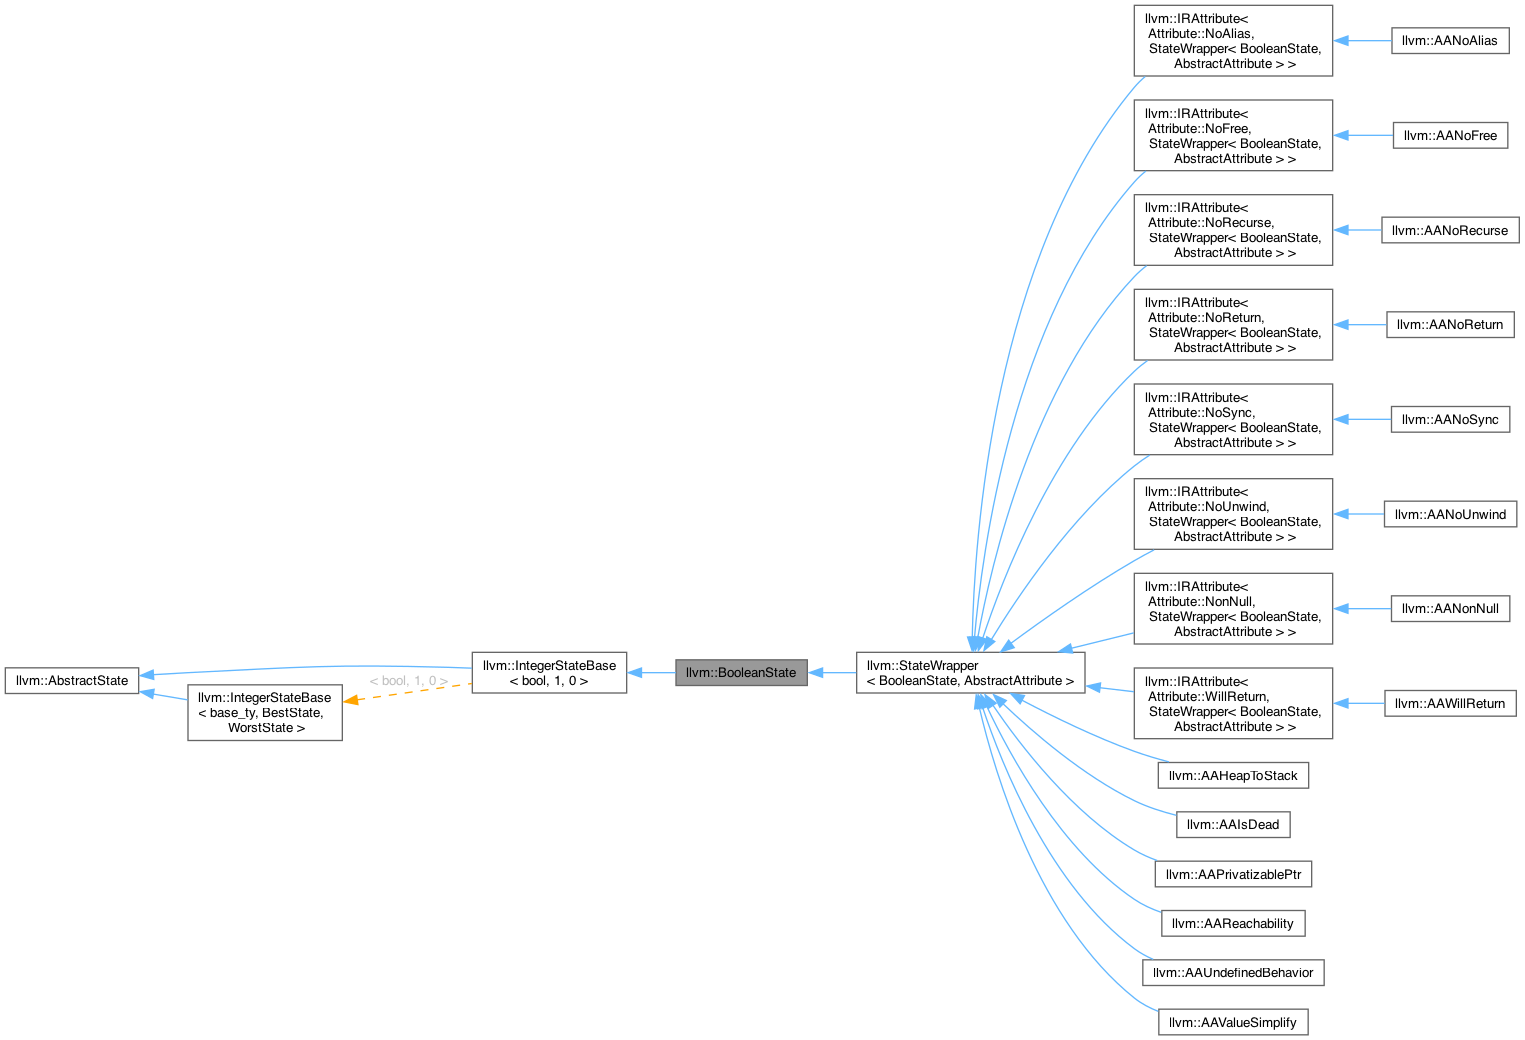 llvm::AbstractState
llvm::IntegerStateBase
< base_ty, BestState,
WorstState >
< bool, 1, 0 >
llvm::IntegerStateBase
< bool, 1, 0 >
llvm::BooleanState
llvm::StateWrapper
< BooleanState, AbstractAttribute >
llvm::IRAttribute<
Attribute::NoAlias,
StateWrapper< BooleanState,
AbstractAttribute > >
llvm::AANoAlias
llvm::IRAttribute<
Attribute::NoFree,
StateWrapper< BooleanState,
AbstractAttribute > >
llvm::AANoFree
llvm::IRAttribute<
Attribute::NoRecurse,
StateWrapper< BooleanState,
AbstractAttribute > >
llvm::AANoRecurse
llvm::IRAttribute<
Attribute::NoReturn,
StateWrapper< BooleanState,
AbstractAttribute > >
llvm::AANoReturn
llvm::IRAttribute<
Attribute::NoSync,
StateWrapper< BooleanState,
AbstractAttribute > >
llvm::AANoSync
llvm::IRAttribute<
Attribute::NoUnwind,
StateWrapper< BooleanState,
AbstractAttribute > >
llvm::AANoUnwind
llvm::IRAttribute<
Attribute::NonNull,
StateWrapper< BooleanState,
AbstractAttribute > >
llvm::AANonNull
llvm::IRAttribute<
Attribute::WillReturn,
StateWrapper< BooleanState,
AbstractAttribute > >
llvm::AAWillReturn
llvm::AAHeapToStack
llvm::AAIsDead
llvm::AAPrivatizablePtr
llvm::AAReachability
llvm::AAUndefinedBehavior
llvm::AAValueSimplify